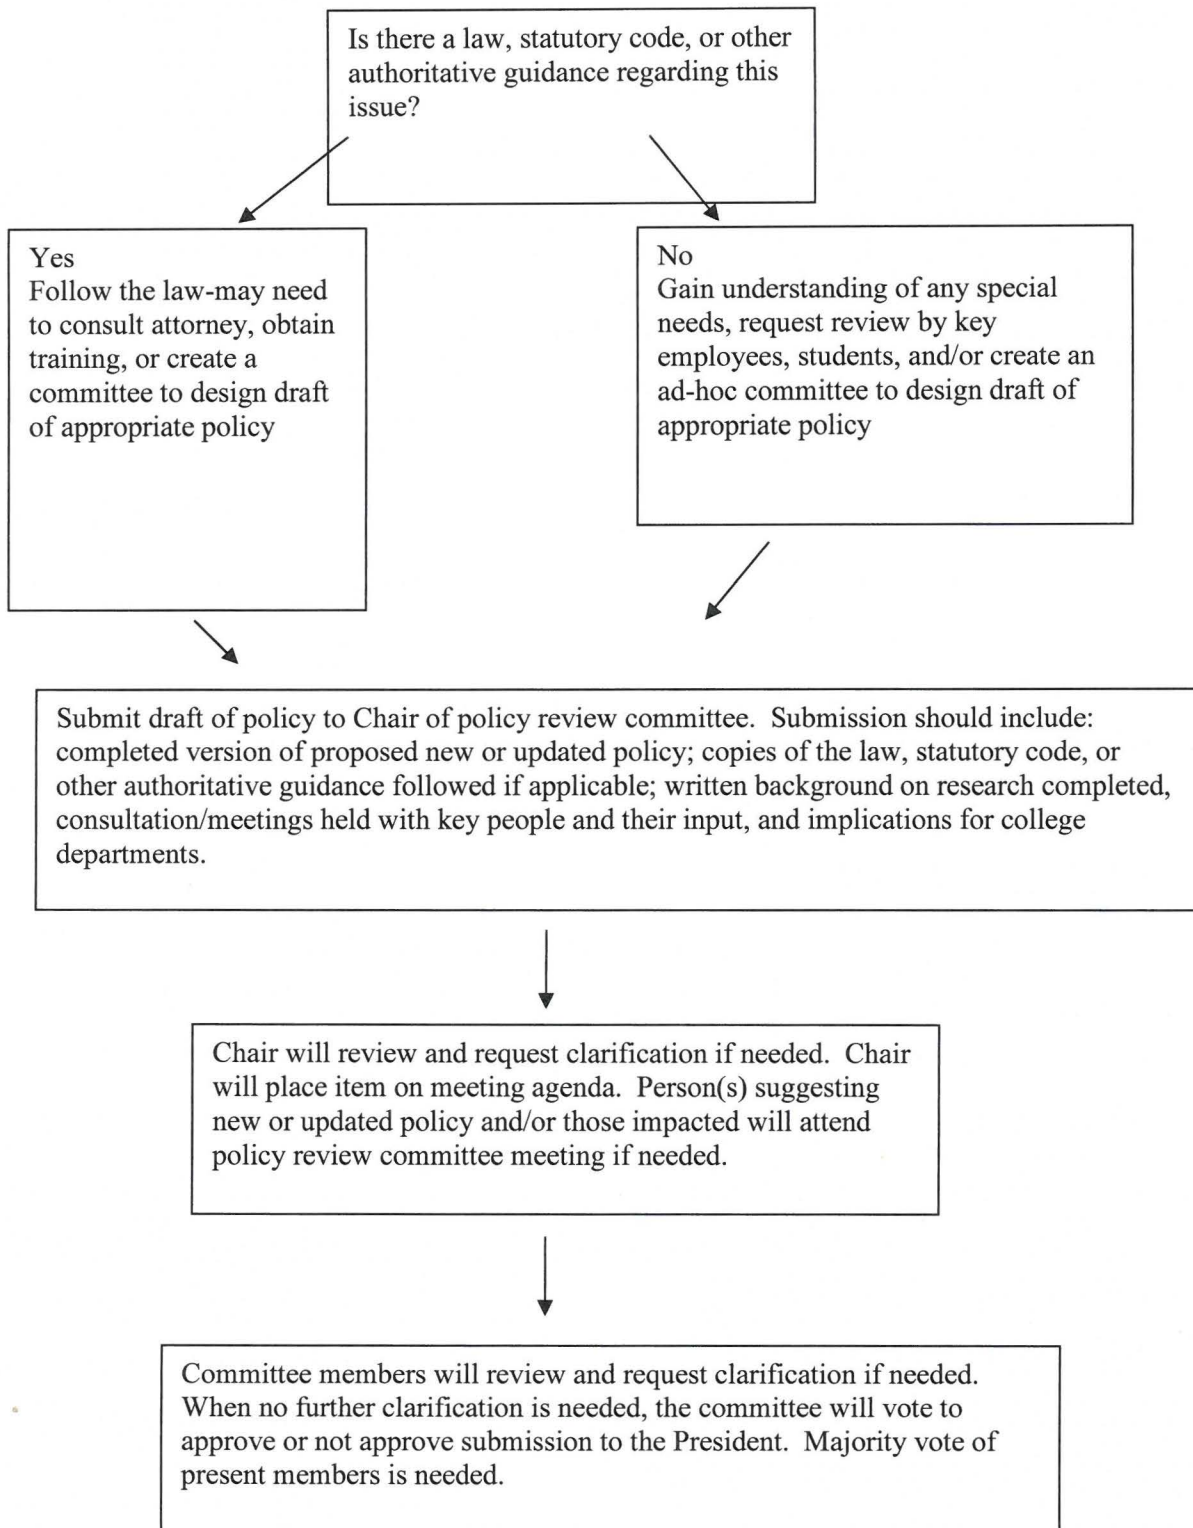 Is there a law, statutory code, or other
authoritative guidance regarding this
issue?
Yes
Follow the law-may need
to consult attorney, obtain
training, or create a
committee to design draft
of appropriate policy
No
Gain understanding of any special
needs, request review by key
employees, students, and/or create an
ad-hoc committee to design draft of
appropriate policy
Submit draft of policy to Chair of policy review committee.  Submission should include:
completed version of proposed new or updated policy; copies of the law, statutory code, or
other authoritative guidance followed if applicable; written background on research completed,
consultation/meetings held with key people and their input, and implications for college
departments.
Chair will review and request clarification if needed.  Chair
will place item on meeting agenda.  Person(s) suggesting
new or updated policy and/or those impacted will attend
policy review committee meeting if needed.
Committee members will review and request clarification if needed.
When no further clarification is needed, the committee will vote to
approve or not approve submission to the President.  Majority vote of
present members is needed.